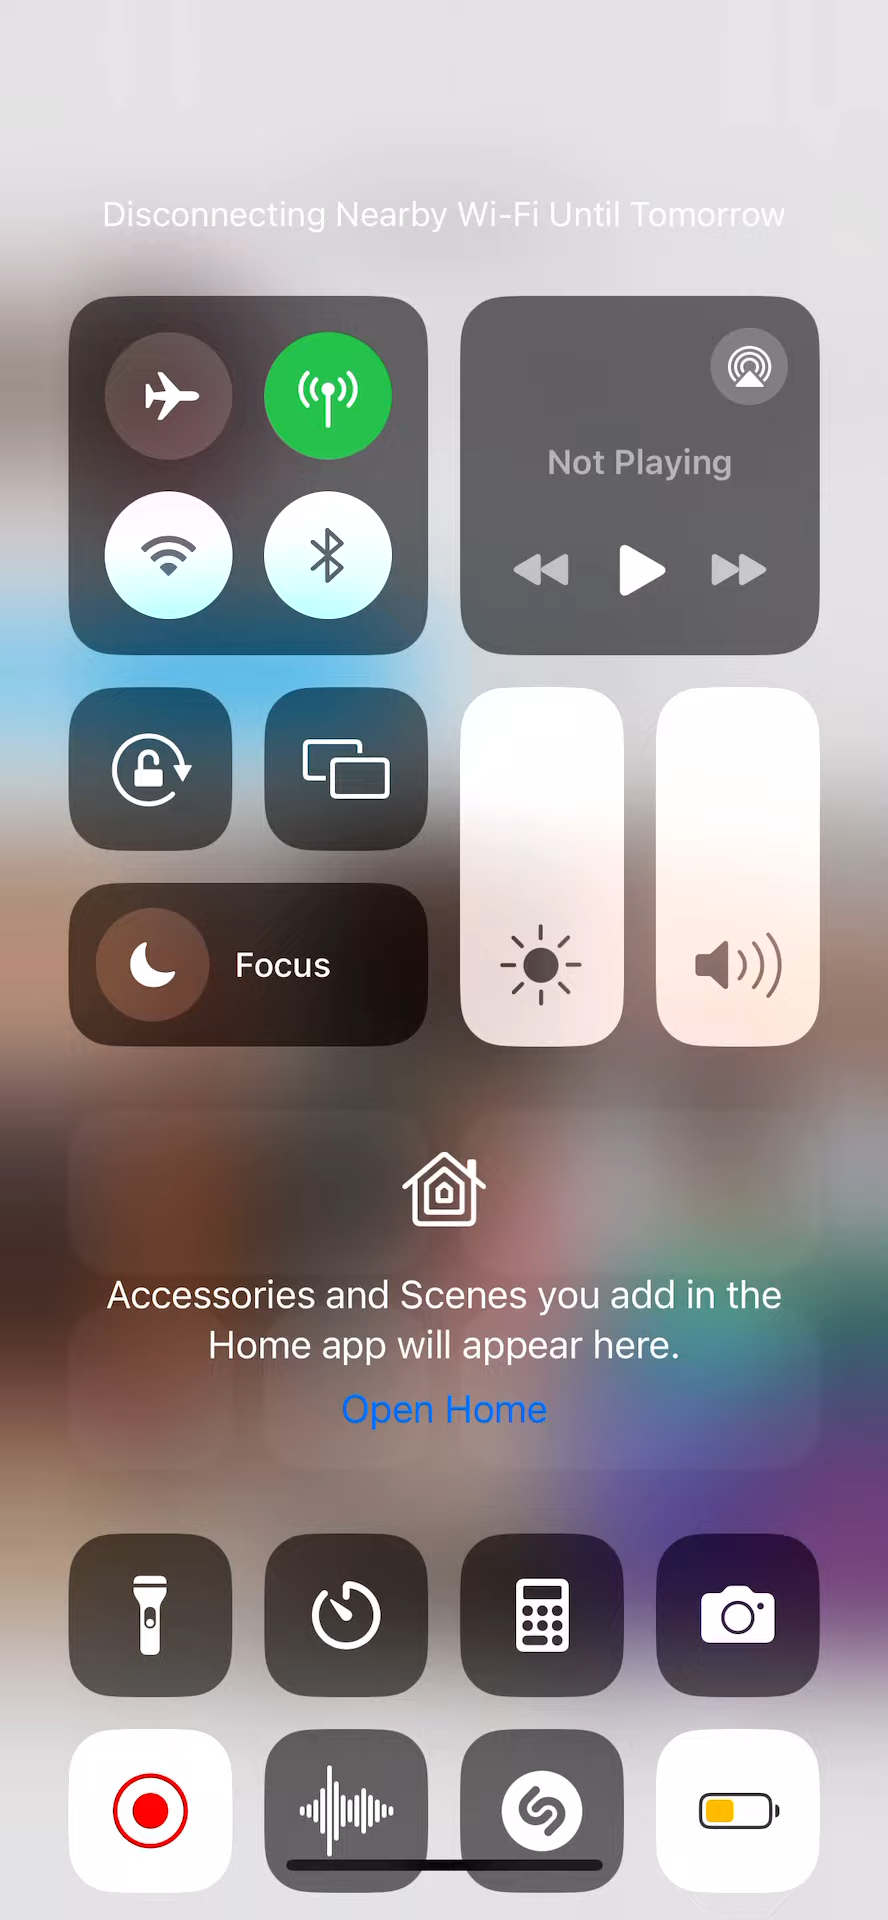 Disconnecting Nearby Wi-Fi Until Tomorrow
Not Playing
Focus
Accessories and Scenes you add in the
Home app will appear here.
Open Home